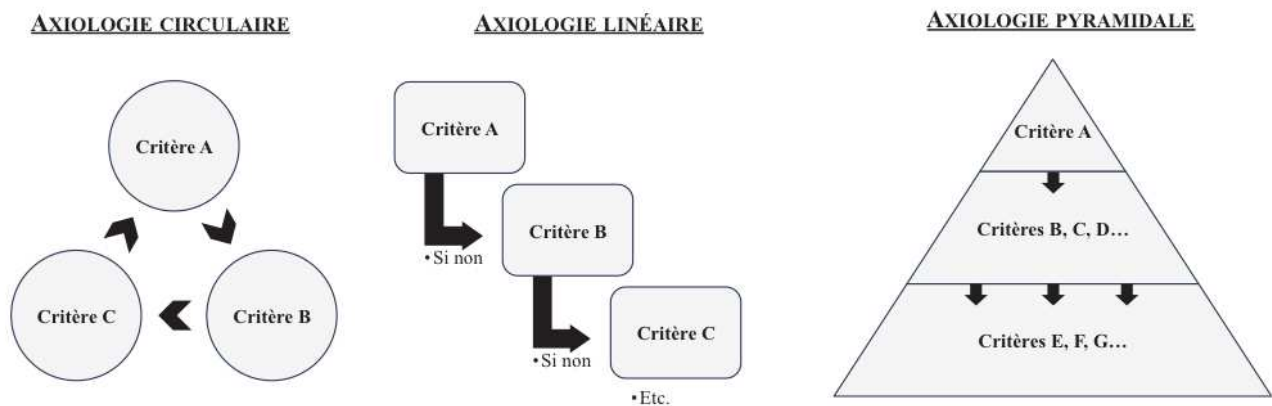 AXIOLOGIE CIRCULAIRE
Critère A
Critère C
Critère B
AXIOLOGIE LINÉAIRE
Critère A
•Si non
Critère B
•Si non
Critère C
•Etc.
AXIOLOGIE PYRAMIDALE
Critère A
Critères B, C, D…
Critères E, F, G…